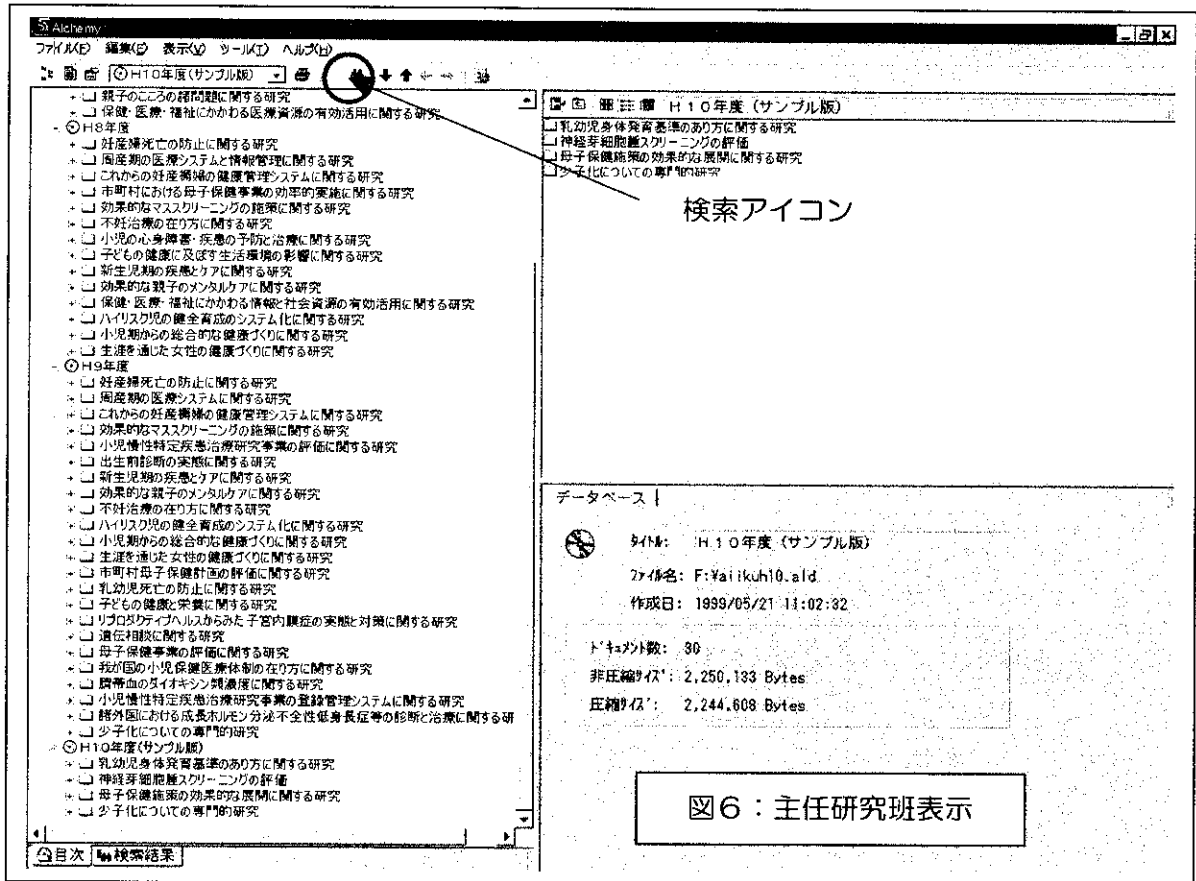 Alchemy
ファイル(F) 編集(E) 表示(V) ツール(T) ヘルプ(H)
H10年度(サンプル版)
親子のこころの諸問題に関する研究
保健・医療・福祉にかかわる医療資源の有効活用に関する研究
H8年度
妊産婦死亡の防止に関する研究
周産期の医療システムと情報管理に関する研究
これからの妊産褥婦の健康管理システムに関する研究
市町村における母子保健事業の効率的実施に関する研究
効果的なマススクリーニングの施策に関する研究
不妊治療の在り方に関する研究
小児の心身障害・疾患の予防と治療に関する研究
子どもの健康に及ぼす生活環境の影響に関する研究
新生児期の疾患とケアに関する研究
効果的な親子のメンタルケアに関する研究
保健・医療・福祉にかかわる情報と社会資源の有効活用に関する研究
ハイリスク児の健全育成のシステム化に関する研究
小児期からの総合的な健康づくりに関する研究
生涯を通じた女性の健康づくりに関する研究
H9年度
妊産婦死亡の防止に関する研究
周産期の医療システムに関する研究
これからの妊産褥婦の健康管理システムに関する研究
効果的なマススクリーニングの施策に関する研究
小児慢性特定疾患治療研究事業の評価に関する研究
出生前診断の実態に関する研究
新生児期の疾患とケアに関する研究
効果的な親子のメンタルケアに関する研究
不妊治療の在り方に関する研究
ハイリスク児の健全育成のシステム化に関する研究
小児期からの総合的な健康づくりに関する研究
生涯を通じた女性の健康づくりに関する研究
市町村母子保健計画の評価に関する研究
乳幼児死亡の防止に関する研究
子どもの健康と栄養に関する研究
リプロダクティブヘルスからみた子宮内膜症の実態と対策に関する研究
遺伝相談に関する研究
母子保健事業の評価に関する研究
我が国の小児保健医療体制の在り方に関する研究
臍帯血のダイオキシン類濃度に関する研究
小児慢性特定疾患治療研究事業の登録管理システムに関する研究
諸外国における成長ホルモン分泌不全性低身長症等の診断と治療に関する研
少子化についての専門的研究
H10年度(サンプル版)
乳幼児身体発育基準のあり方に関する研究
神経芽細胞腫スクリーニングの評価
母子保健施策の効果的な展開に関する研究
少子化についての専門的研究
目次 検索結果
H10年度(サンプル版)
乳幼児身体発育基準のあり方に関する研究
神経芽細胞腫スクリーニングの評価
母子保健施策の効果的な展開に関する研究
少子化についての専門的研究
検索アイコン
データベース
タイトル: H10年度(サンプル版)
ファイル名: F:¥aiikuh10.ald
作成日: 1999/05/21 11:02:32
ドキュメント数: 30
非圧縮サイズ: 2,250,133 Bytes
圧縮サイズ: 2,244,608 Bytes
図6:主任研究班表示